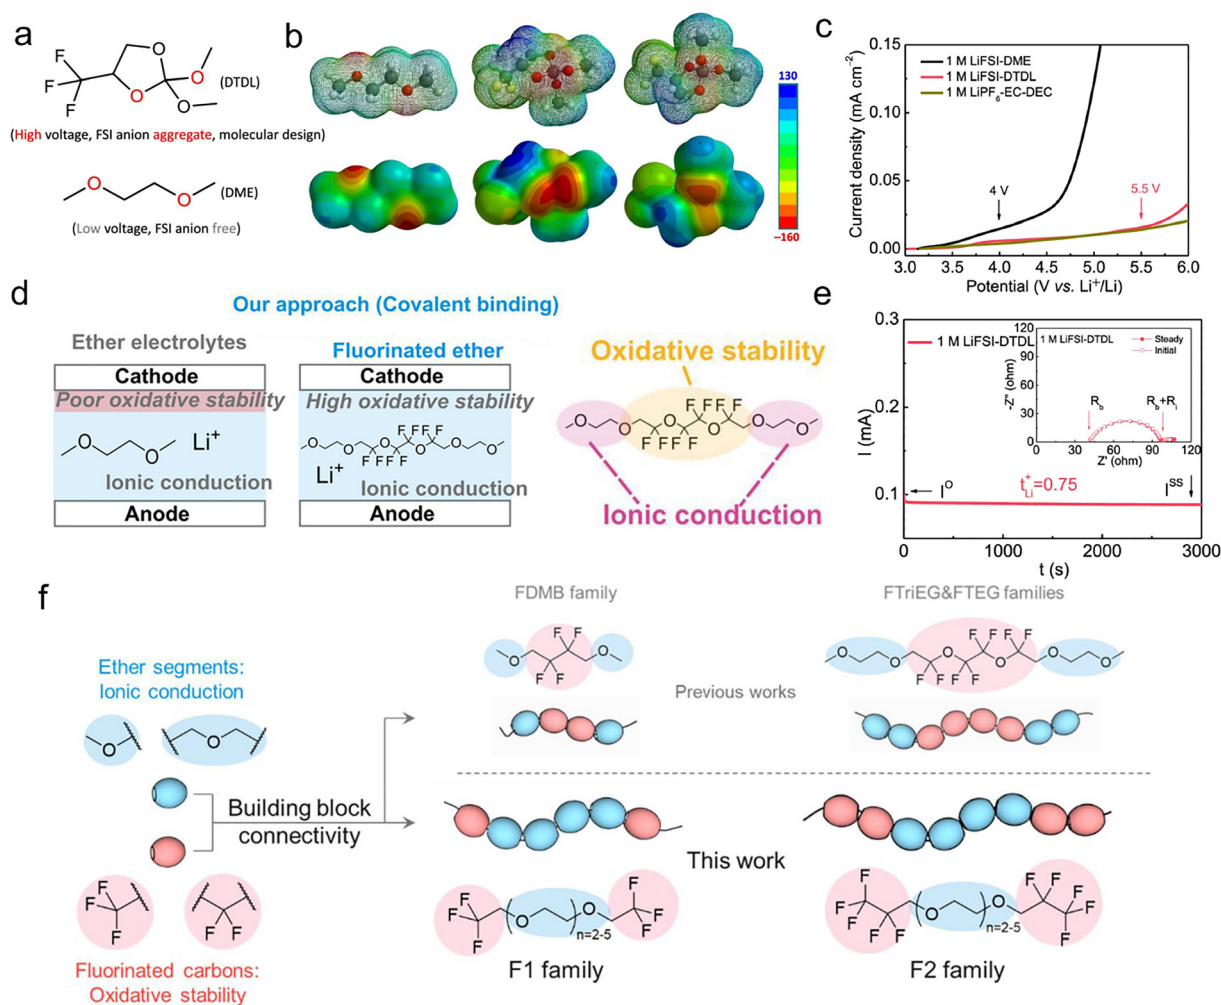 a
F
F
F
O
O
O
O
(DTDL)
(High voltage, FSI anion aggregate, molecular design)
O
O
(DME)
(Low voltage, FSI anion free)
b
130
−160
c
Current density (mA cm⁻²)
0.15
0.10
0.05
0.00
1 M LiFSI-DME
1 M LiFSI-DTDL
1 M LiPF₆-EC-DEC
4 V
5.5 V
3.0 3.5 4.0 4.5 5.0 5.5 6.0
Potential (V vs. Li⁺/Li)
d
Our approach (Covalent binding)
Ether electrolytes
Cathode
Poor oxidative stability
O
O
Li⁺
Ionic conduction
Anode
Fluorinated ether
Cathode
High oxidative stability
F F F F
O O O O O O
F F F F
Li⁺
Ionic conduction
Anode
Oxidative stability
F F F F
O O O O O O
F F F F
Ionic conduction
e
I (mA)
0.3
0.2
0.1
0
1 M LiFSI-DTDL
1 M LiFSI-DTDL
Steady
Initial
-Z" (ohm)
120
90
60
30
0
R_b
R_b+R_i
0 30 60 90 120
Z' (ohm)
I^O
t⁺_Li=0.75
I^SS
0 1000 2000 3000
t (s)
f
FDMB family
FTriEG&FTEG families
F F
O O
F F
F F F F
O O O O O O
F F F F
Previous works
Ether segments:
Ionic conduction
O
O
Building block
connectivity
F
F
F
F F
Fluorinated carbons:
Oxidative stability
This work
F
F
F
O
O
n=2-5
F
F
F
F1 family
F F
F
F F
O
O
n=2-5
F F
F
F F
F2 family